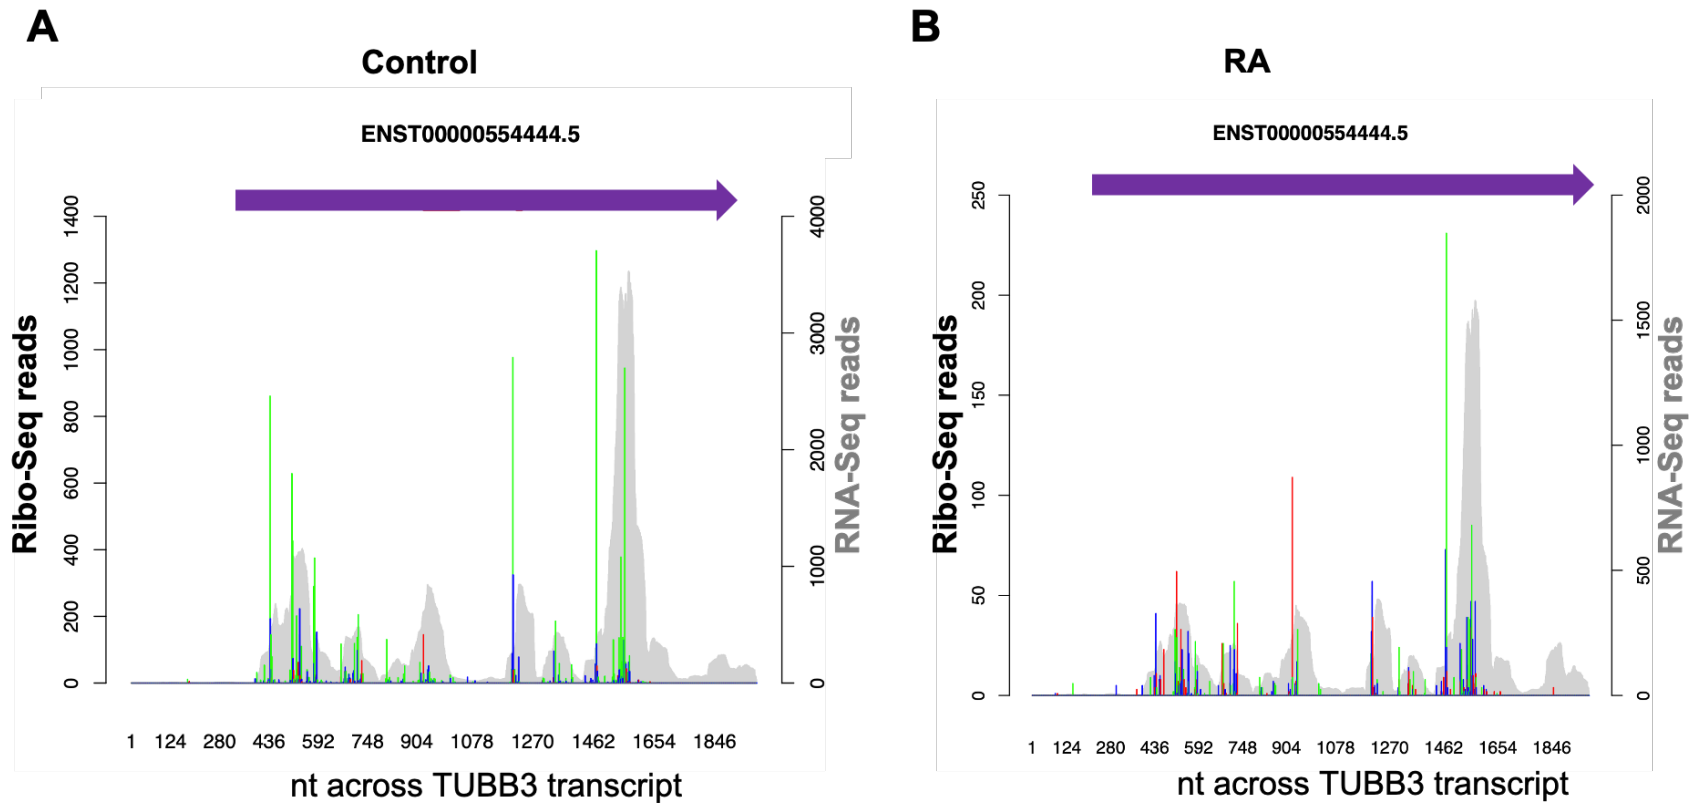 A
Control
ENST00000554444.5
1400
1200
1000
800
600
400
200
0
Ribo-Seq reads
4000
3000
2000
1000
0
RNA-Seq reads
1 124 280 436 592 748 904 1078 1270 1462 1654 1846
nt across TUBB3 transcript
B
RA
ENST00000554444.5
250
200
150
100
50
0
Ribo-Seq reads
2000
1500
1000
500
0
RNA-Seq reads
1 124 280 436 592 748 904 1078 1270 1462 1654 1846
nt across TUBB3 transcript